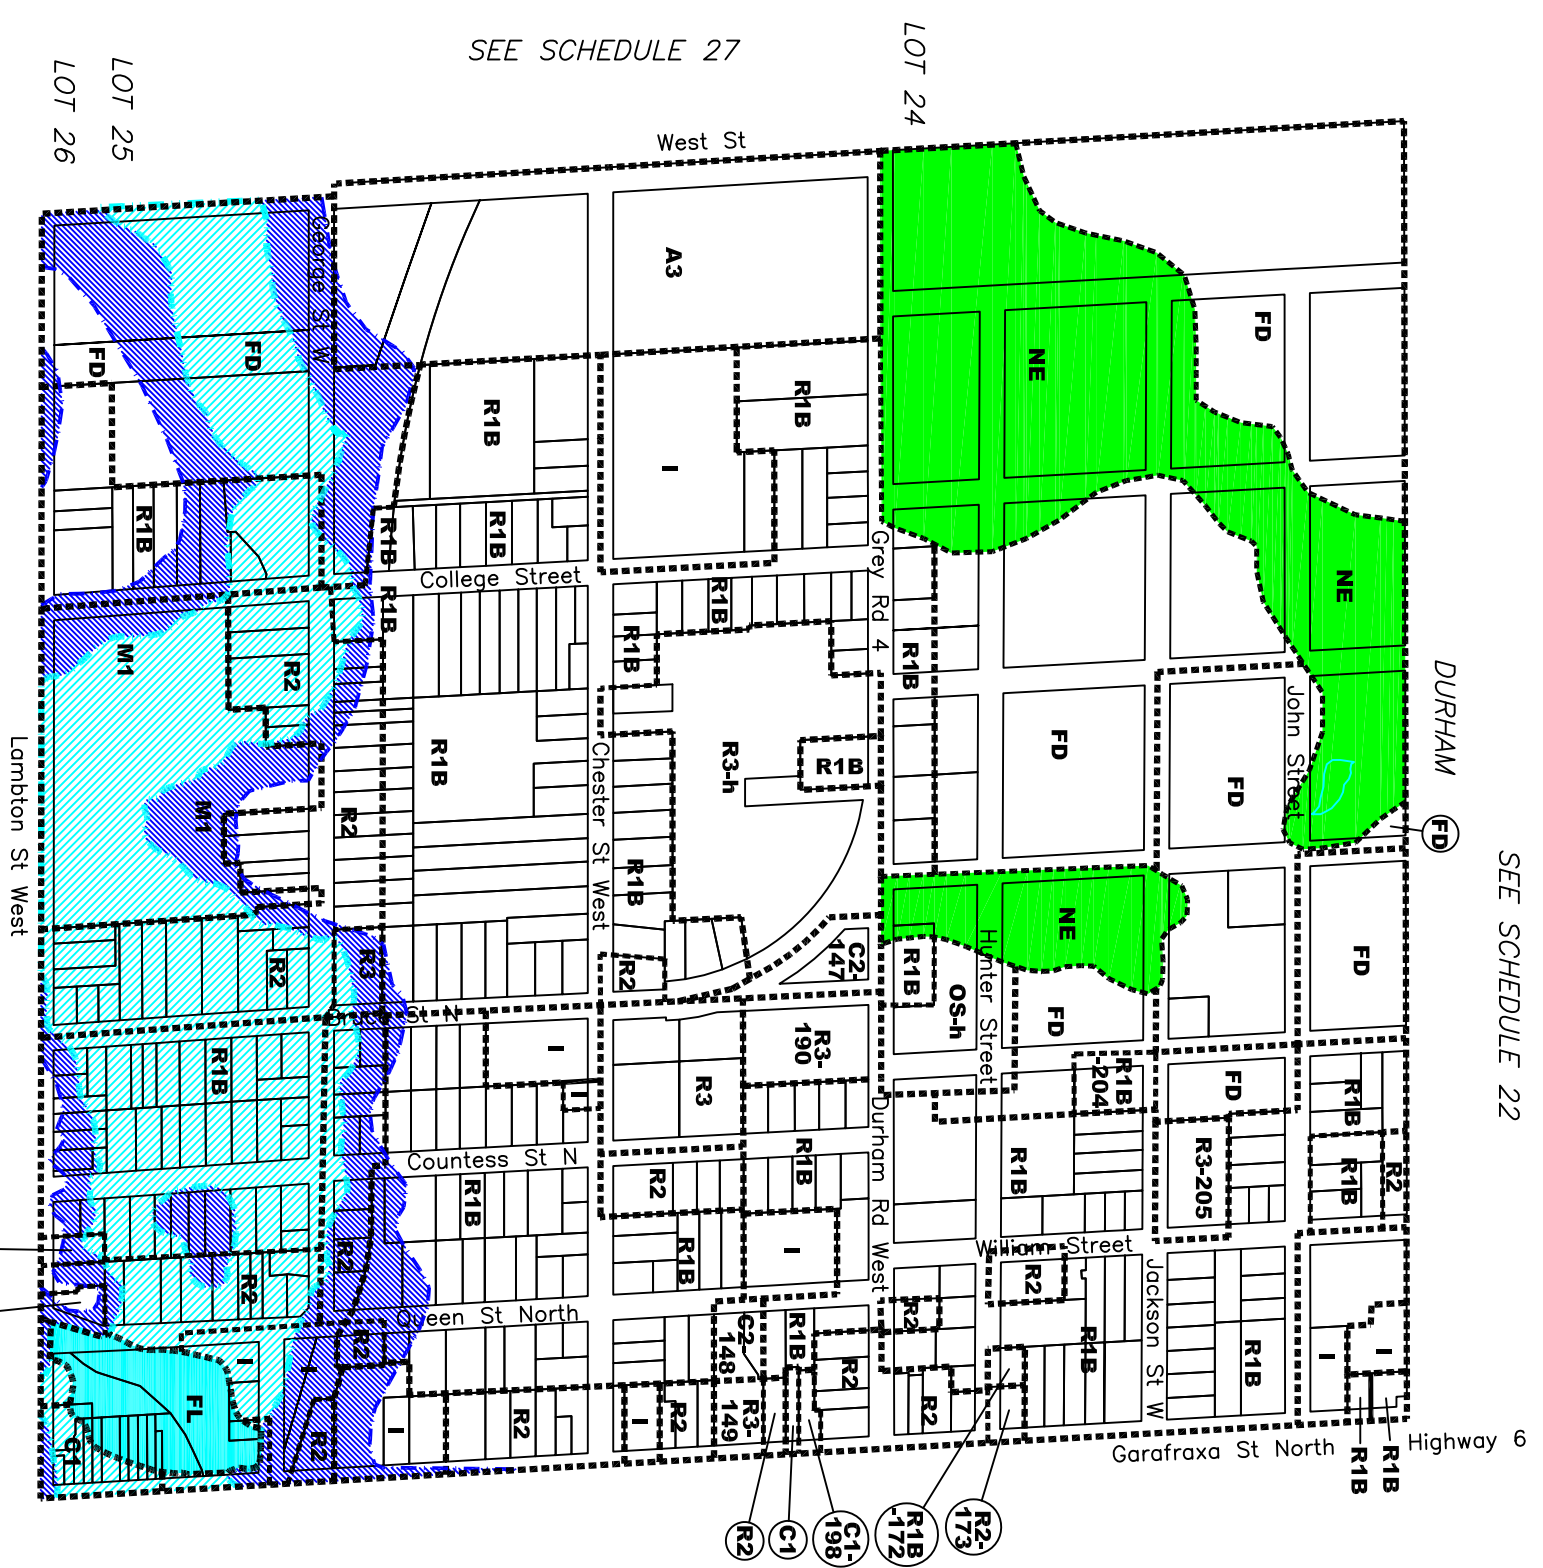 SEE SCHEDULE 27
LOT 24
LOT 25
LOT 26
West St
DURHAM
SEE SCHEDULE 22
A3
NE
FD
George St W
FD
FD
R1B
R1B
I
NE
R1B
R1B
R1B
R1B
College Street
Grey Rd 4
John Street
R1B
R1B
R1B
R1B
M1
R2
FD
FD
FD
R3-h
R1B
R1B
Chester St West
M1
R2
Lambton St West
R1B
NE
FD
R1B
C2-
147
R2
R3
R2
OS-h
Hunter Street
FD
Bruce St N
I
R3-
190
R1B
-204
FD
R1B
R3
I
R1B
Durham Rd West
Countess St N
R2
R1B
R1B
R3-205
R1B
R2
R1B
R1B
I
William Street
R2
R2
R2
Jackson St W
Queen St North
R2
R1B
C2-
148
R1B
R2
R1B
R1B
I
I
I
FL
C1
R2
I
R2
I
R2
R3-
149
R2
Garafraxa St North
Highway 6
R1B
R1B
R2
C1
C1-
198
R1B
-172
R2-
173